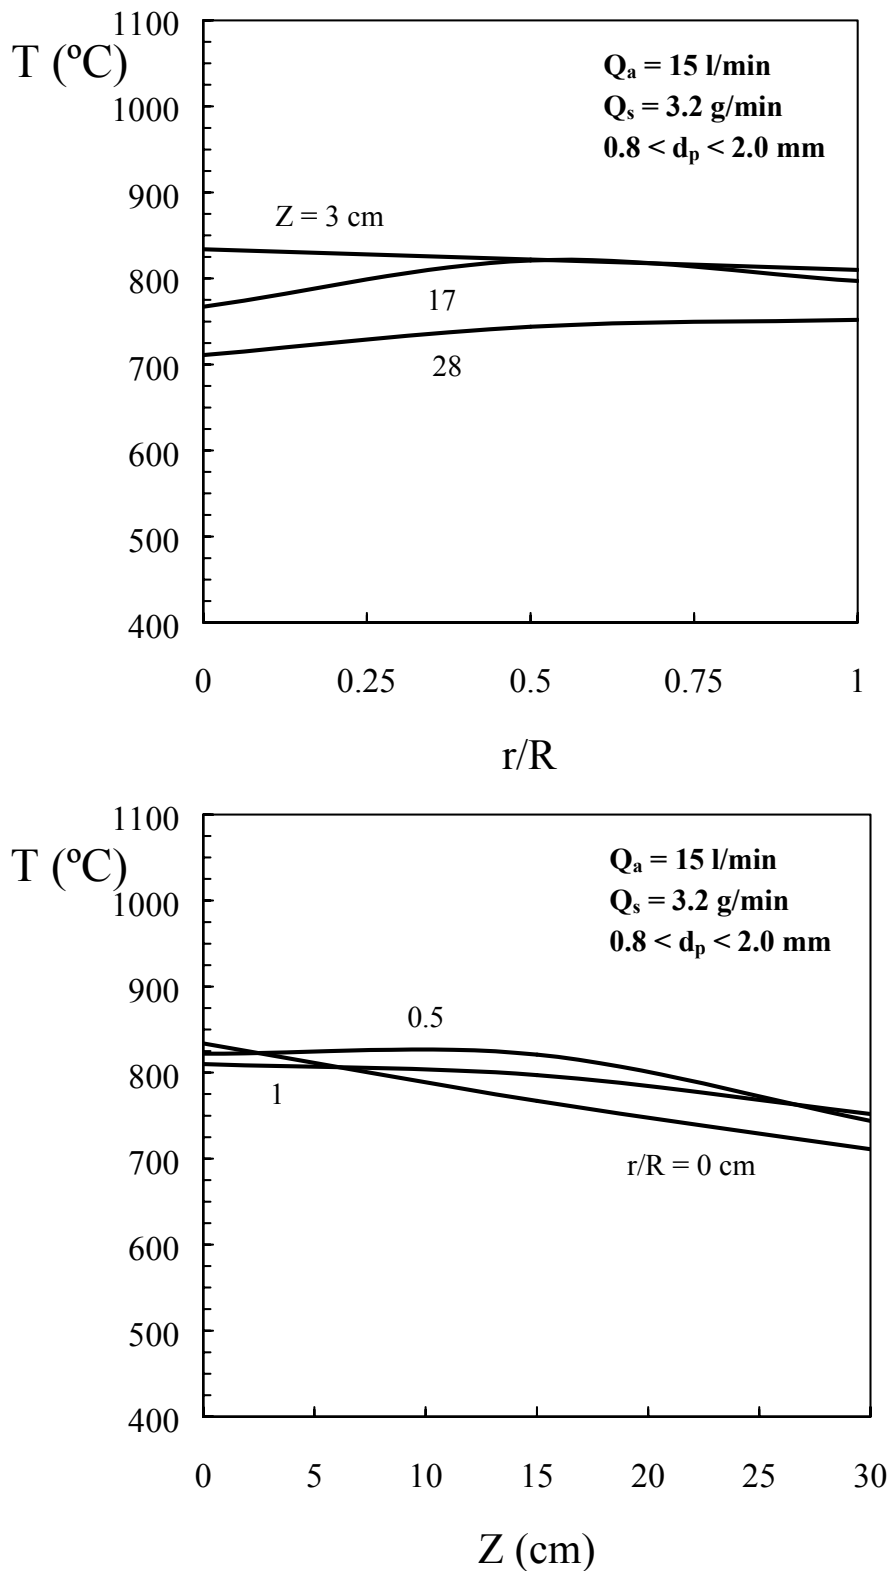 1100
T (ºC)
Qₐ = 15 l/min
Qₛ = 3.2 g/min
0.8 < dₚ < 2.0 mm
1000
900
Z = 3 cm
800
17
700
28
600
500
400
0 0.25 0.5 0.75 1
r/R
1100
T (ºC)
Qₐ = 15 l/min
Qₛ = 3.2 g/min
0.8 < dₚ < 2.0 mm
1000
900
0.5
800
1
700
r/R = 0 cm
600
500
400
0 5 10 15 20 25 30
Z (cm)